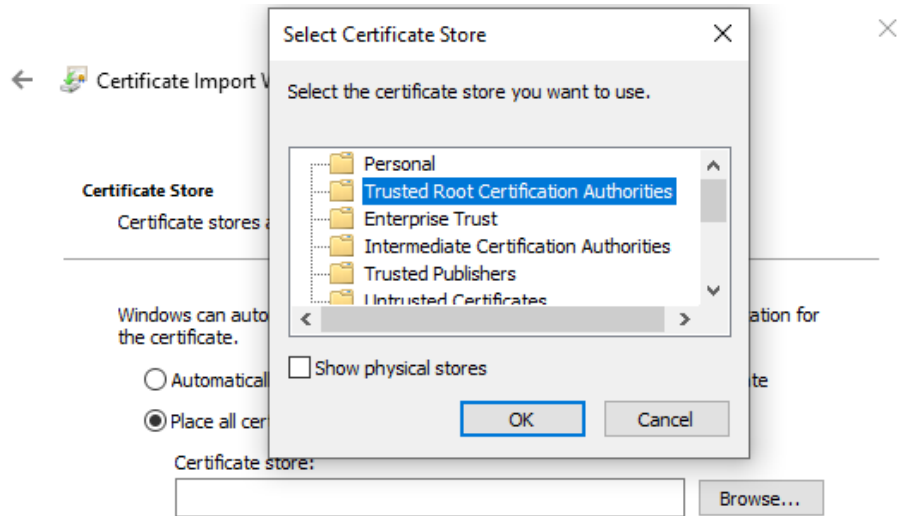 Select Certificate Store
Certificate Import
Select the certificate store you want to use.
Personal
Trusted Root Certification Authorities
Enterprise Trust
Intermediate Certification Authorities
Trusted Publishers
Untrusted Certificates
Show physical stores
OK Cancel
Certificate Store
Certificate stores
Windows can auto ation for
the certificate.
Automatical te
Place all cer
Certificate store:
Browse...